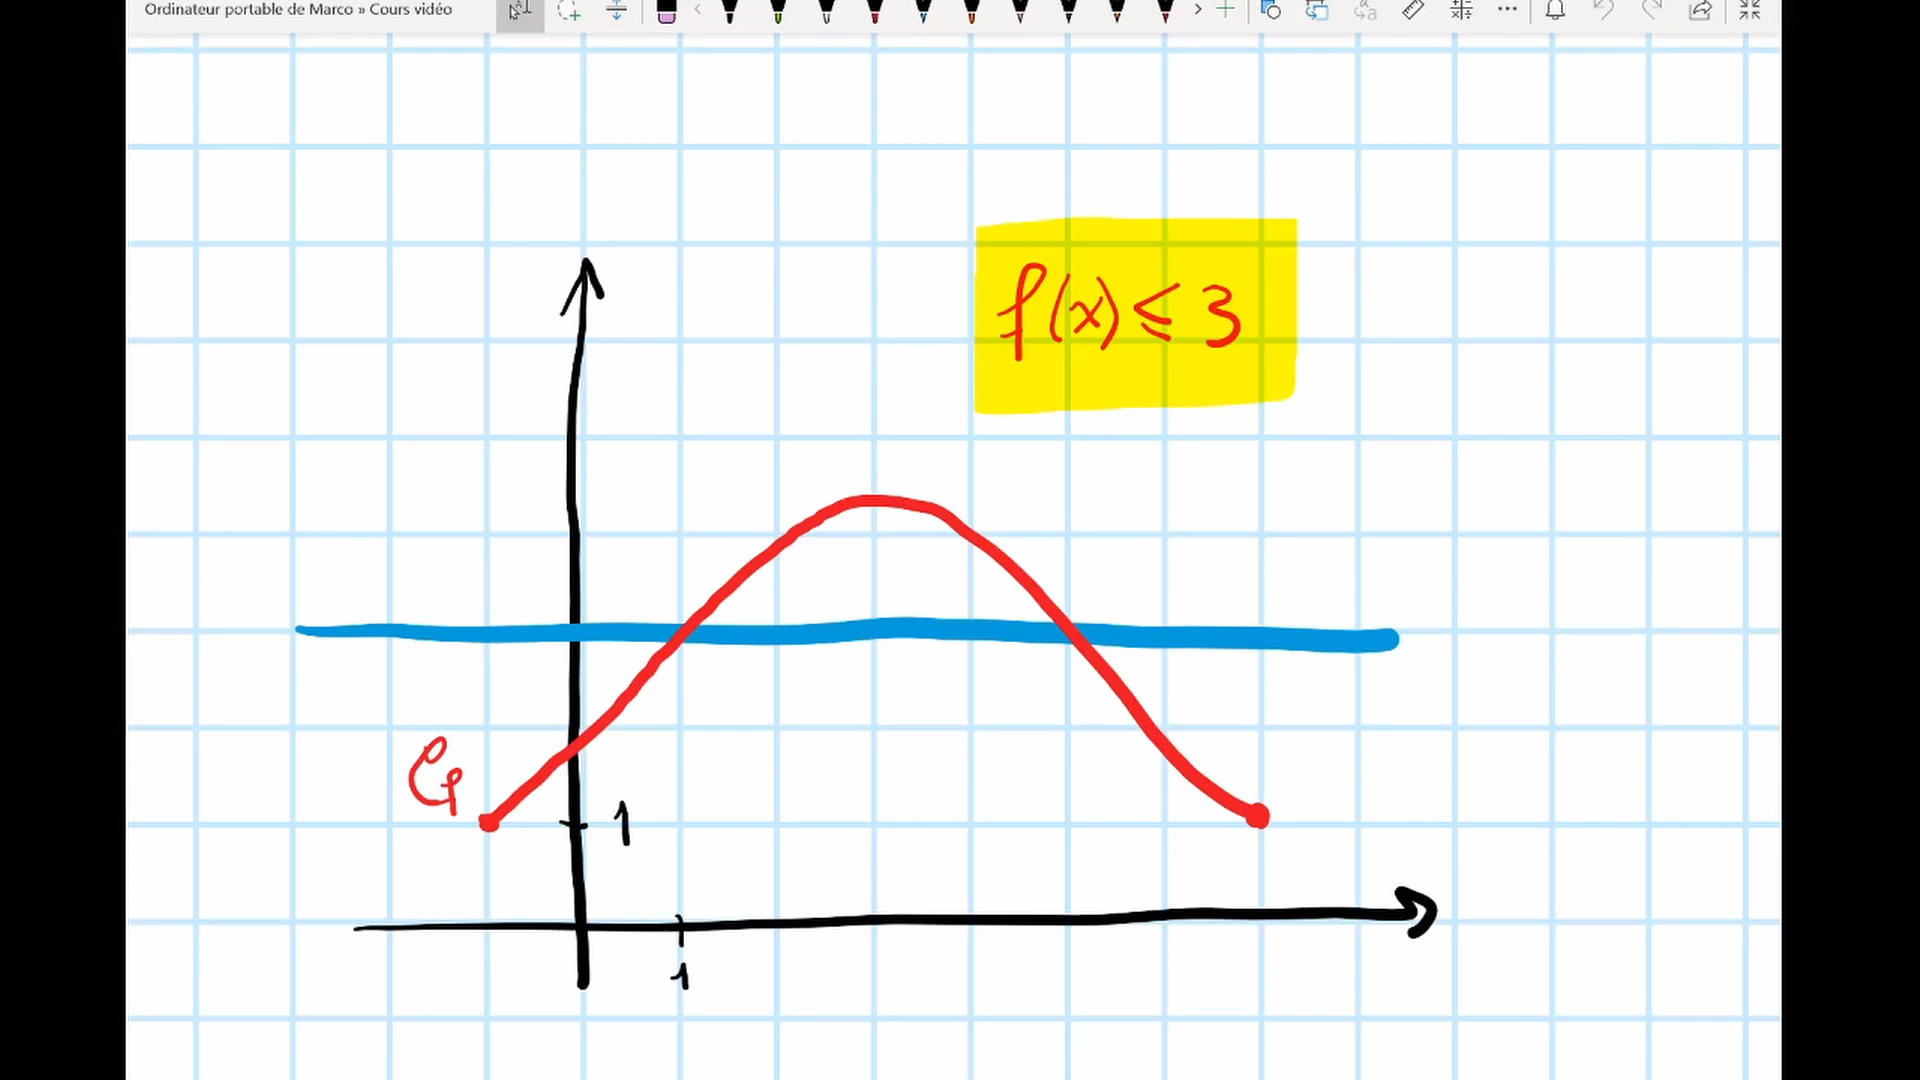 Ordinateur portable de Marco » Cours vidéo
f(x) ≤ 3
Cf
1
1